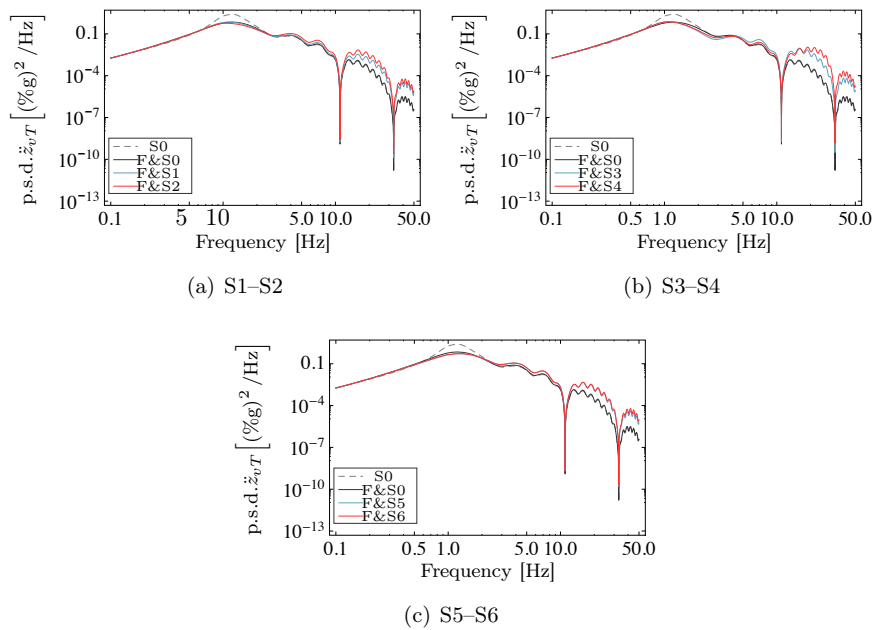 p.s.d. z̈_{vT} [(%g)^2 /Hz]
0.1
10^{-4}
10^{-7}
10^{-10}
10^{-13}
S0
F&S0
F&S1
F&S2
0.1 5 10 5.0 10.0 50.0
Frequency [Hz]
(a) S1–S2
p.s.d. z̈_{vT} [(%g)^2 /Hz]
0.1
10^{-4}
10^{-7}
10^{-10}
10^{-13}
S0
F&S0
F&S3
F&S4
0.1 0.5 1.0 5.0 10.0 50.0
Frequency [Hz]
(b) S3–S4
p.s.d. z̈_{vT} [(%g)^2 /Hz]
0.1
10^{-4}
10^{-7}
10^{-10}
10^{-13}
S0
F&S0
F&S5
F&S6
0.1 0.5 1.0 5.0 10.0 50.0
Frequency [Hz]
(c) S5–S6